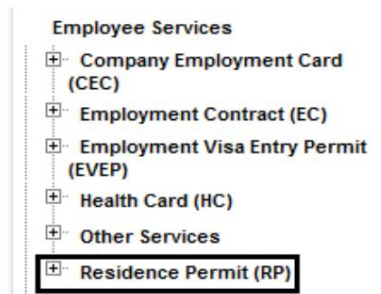 Employee Services
Company Employment Card
(CEC)
Employment Contract (EC)
Employment Visa Entry Permit
(EVEP)
Health Card (HC)
Other Services
Residence Permit (RP)